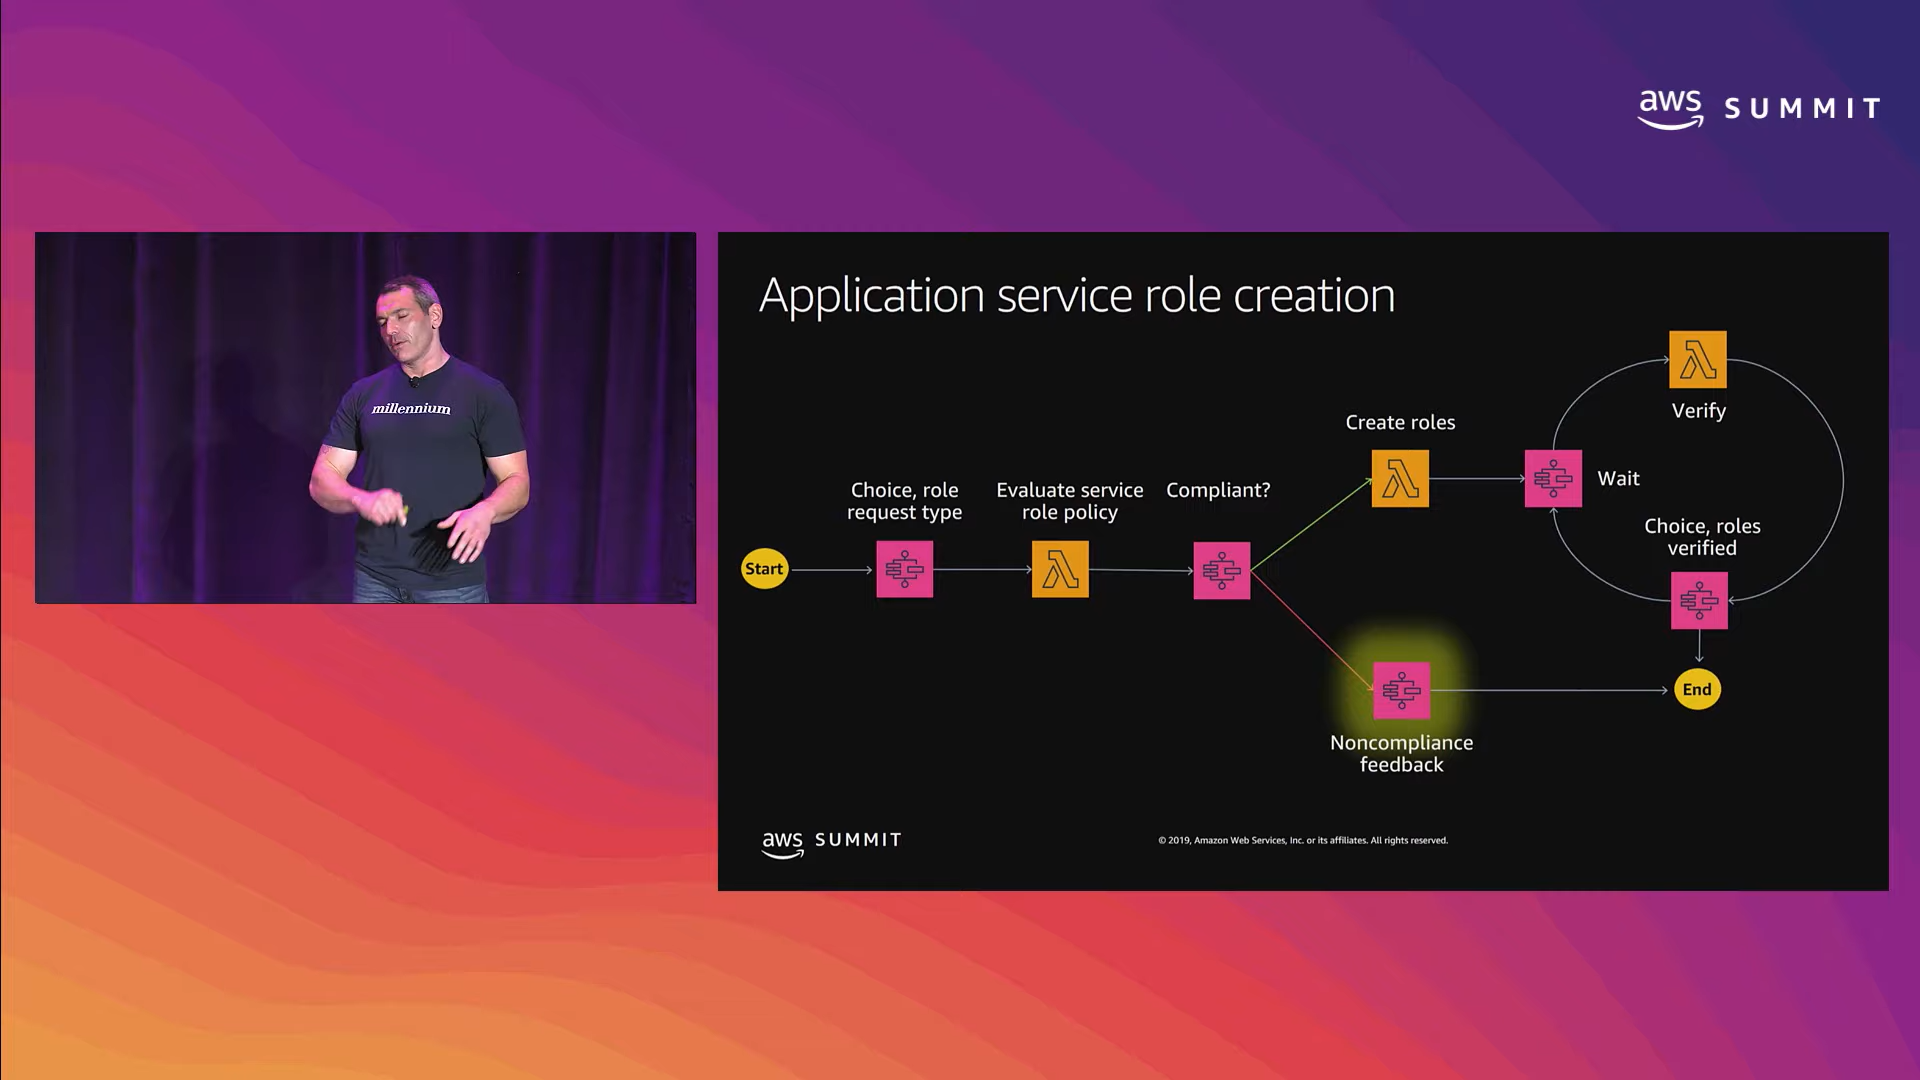 aws SUMMIT
millennium
Application service role creation
Verify
Create roles
Wait
Choice, role
request type
Evaluate service
role policy
Compliant?
Choice, roles
verified
Start
End
Noncompliance
feedback
aws SUMMIT
© 2019, Amazon Web Services, Inc. or its affiliates. All rights reserved.